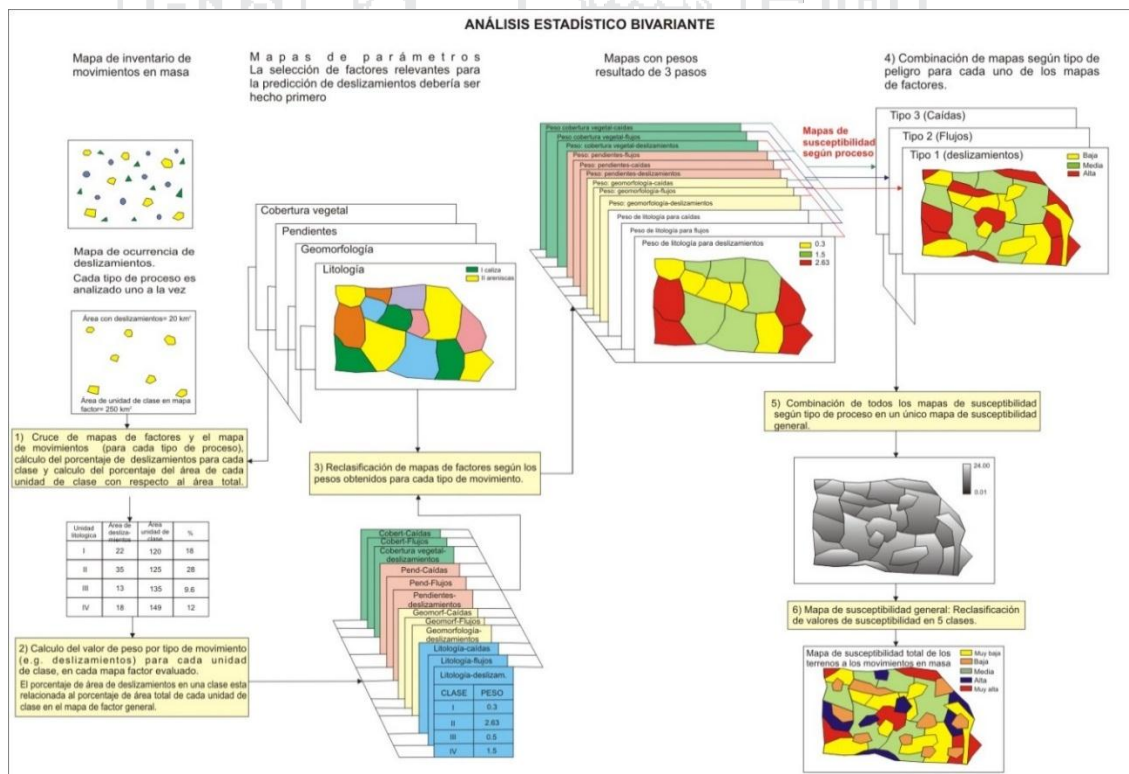 ANÁLISIS ESTADÍSTICO BIVARIANTE
Mapa de inventario de
movimientos en masa
Mapas de parámetros
La selección de factores relevantes para
la predicción de deslizamientos debería ser
hecho primero
Mapas con pesos
resultado de 3 pasos
4) Combinación de mapas según tipo de
peligro para cada uno de los mapas
de factores.
Mapa de ocurrencia de
deslizamientos.
Cada tipo de proceso es
analizado uno a la vez
Área con deslizamientos= 20 km²
Área de unidad de clase en mapa
factor= 250 km²
Cobertura vegetal
Pendientes
Geomorfología
Litología
I caliza
II areniscas
Peso cobertura vegetal-caídas
Peso cobertura vegetal-flujos
Peso: cobertura vegetal-deslizamientos
Peso: pendientes-flujos
Peso: pendientes-caídas
Peso: pendientes-deslizamientos
Peso: geomorfología-caídas
Peso: geomorfología-flujos
Peso: geomorfología-deslizamientos
Peso de litología para caídas
Peso de litología para flujos
Peso de litología para deslizamientos
0.3
1.5
2.63
Mapas de
susceptibilidad
según proceso
Tipo 3 (Caídas)
Tipo 2 (Flujos)
Tipo 1 (deslizamientos)
Baja
Media
Alta
1) Cruce de mapas de factores y el mapa
de movimientos (para cada tipo de proceso),
cálculo del porcentaje de deslizamientos para cada
clase y calculo del porcentaje del área de cada
unidad de clase con respecto al área total.
3) Reclasificación de mapas de factores según los
pesos obtenidos para cada tipo de movimiento.
5) Combinación de todos los mapas de susceptibilidad
según tipo de proceso en un único mapa de susceptibilidad
general.
24.00
0.01
Unidad litologica
Área de desliza- mientos
Área unidad de clase
%
I 22 120 18
II 35 125 28
III 13 135 9.6
IV 18 149 12
2) Calculo del valor de peso por tipo de movimiento
(e.g. deslizamientos) para cada unidad
de clase, en cada mapa factor evaluado.
El porcentaje de área de deslizamientos en una clase esta
relacionada al porcentaje de área total de cada unidad de
clase en el mapa de factor general.
Cobert-Caídas
Cobert-Flujos
Cobertura vegetal-
deslizamientos
Pend-Caídas
Pend-Flujos
Pendientes-
deslizamientos
Geomorf-Caídas
Geomorf-Flujos
Geomorfología-
deslizamientos
Litología-caídas
Litología-flujos
Litología-deslizam.
CLASE PESO
I 0.3
II 2.63
III 0.5
IV 1.5
6) Mapa de susceptibilidad general: Reclasificación
de valores de susceptibilidad en 5 clases.
Mapa de susceptibilidad total de los
terrenos a los movimientos en masa
Muy baja
Baja
Media
Alta
Muy alta